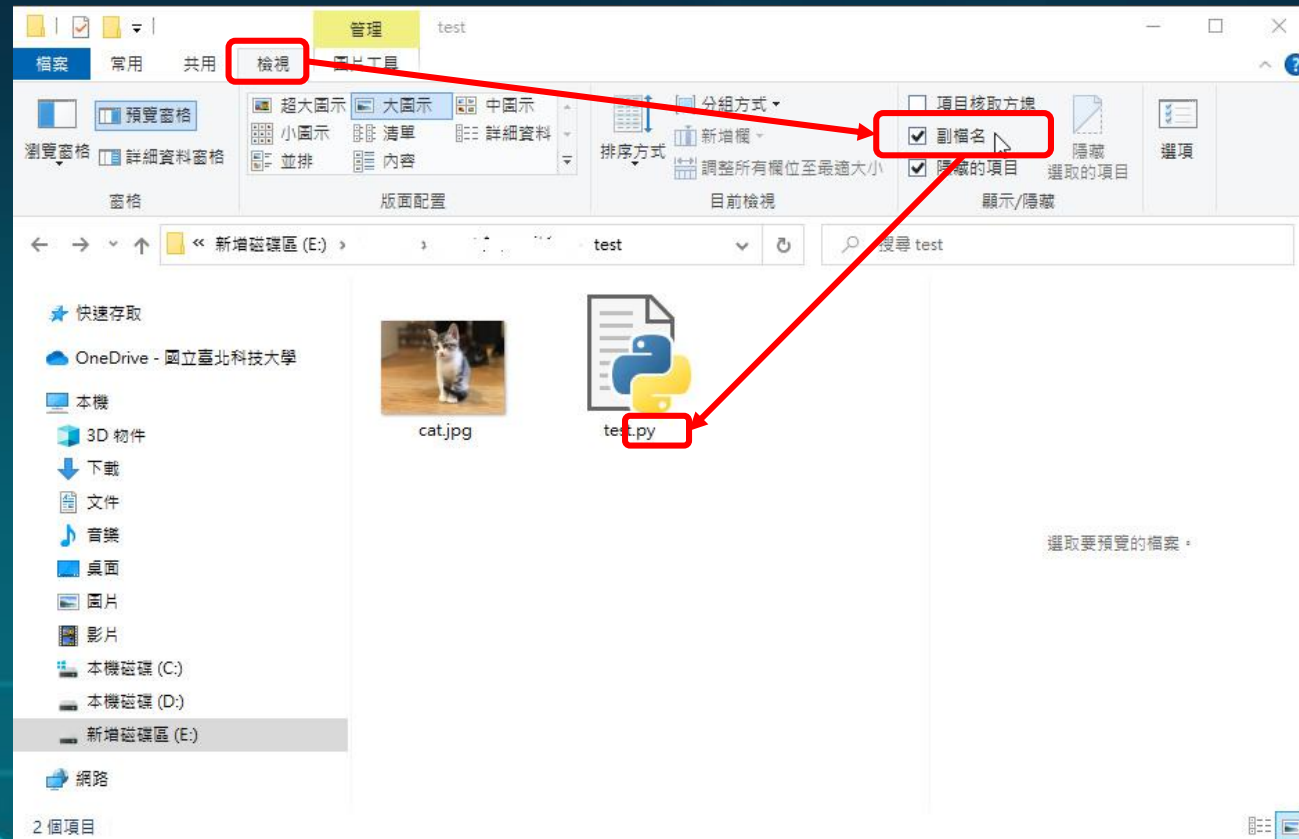 管理 test
檔案 常用 共用 檢視 圖片工具
預覽窗格 超大圖示 大圖示 中圖示 分組方式 項目核取方塊
瀏覽窗格 詳細資料窗格 小圖示 清單 詳細資料 排序方式 新增欄 副檔名 隱藏 選取的項目 選項
並排 內容 調整所有欄位至最適大小 隱藏的項目
窗格 版面配置 目前檢視 顯示/隱藏
« 新增磁碟區 (E:) › › test 搜尋 test
快速存取
OneDrive - 國立臺北科技大學
本機
3D 物件
下載
文件
音樂
桌面
圖片
影片
本機磁碟 (C:)
本機磁碟 (D:)
新增磁碟區 (E:)
網路
cat.jpg test.py
選取要預覽的檔案。
2 個項目